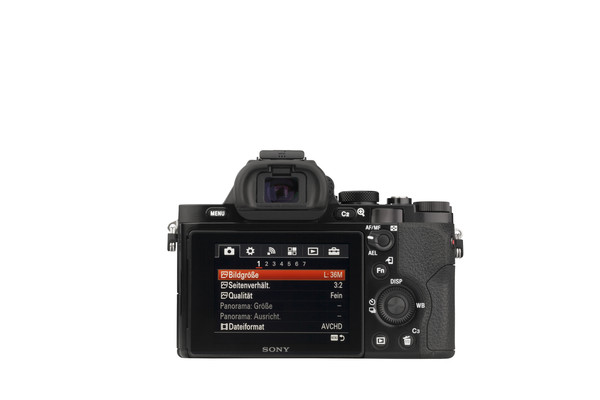 MENU
C2
AF/MF
AEL
Fn
DISP
WB
C3
1 2 3 4 5 6 7
Bildgröße L: 36M
Seitenverhält. 3:2
Qualität Fein
Panorama: Größe –
Panorama: Ausricht. –
Dateiformat AVCHD
SONY